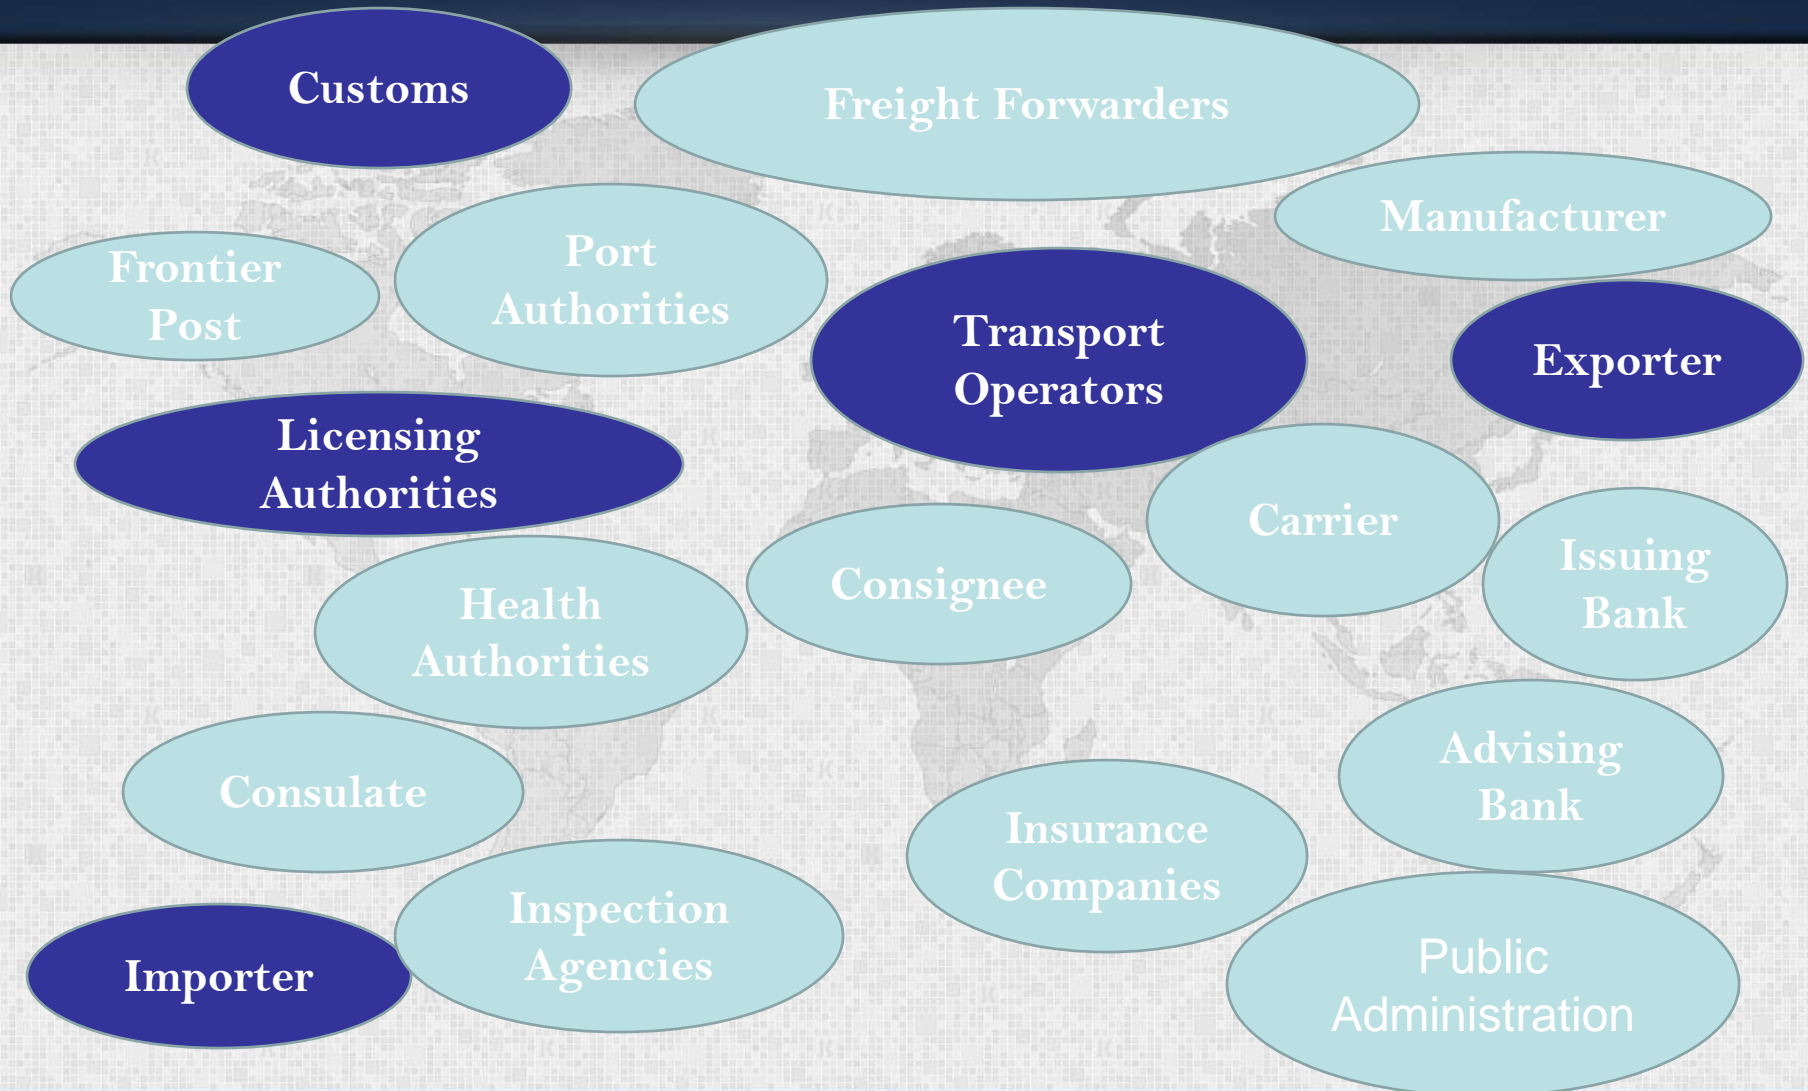 Customs
Freight Forwarders
Manufacturer
Frontier
Post
Port
Authorities
Transport
Operators
Exporter
Licensing
Authorities
Carrier
Issuing
Bank
Consignee
Health
Authorities
Advising
Bank
Consulate
Insurance
Companies
Inspection
Agencies
Importer
Public
Administration